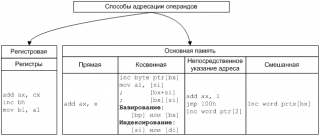 Способы адресации операндов
Регистровая
Основная память
Регистры
Прямая
Косвенная
Непосредственное указание адреса
Смешанная
add ax, cx
inc bh
mov bl, al
add ax, x
inc byte ptr[bx]
mov al, [si]
; [bx+si]
; [bx][si]
Базирование:
[bp] или [bx]
Индексирование:
[si] или [di]
add ax, 1
jmp 100h
inc word ptr[2]
inc word prtx[bx]